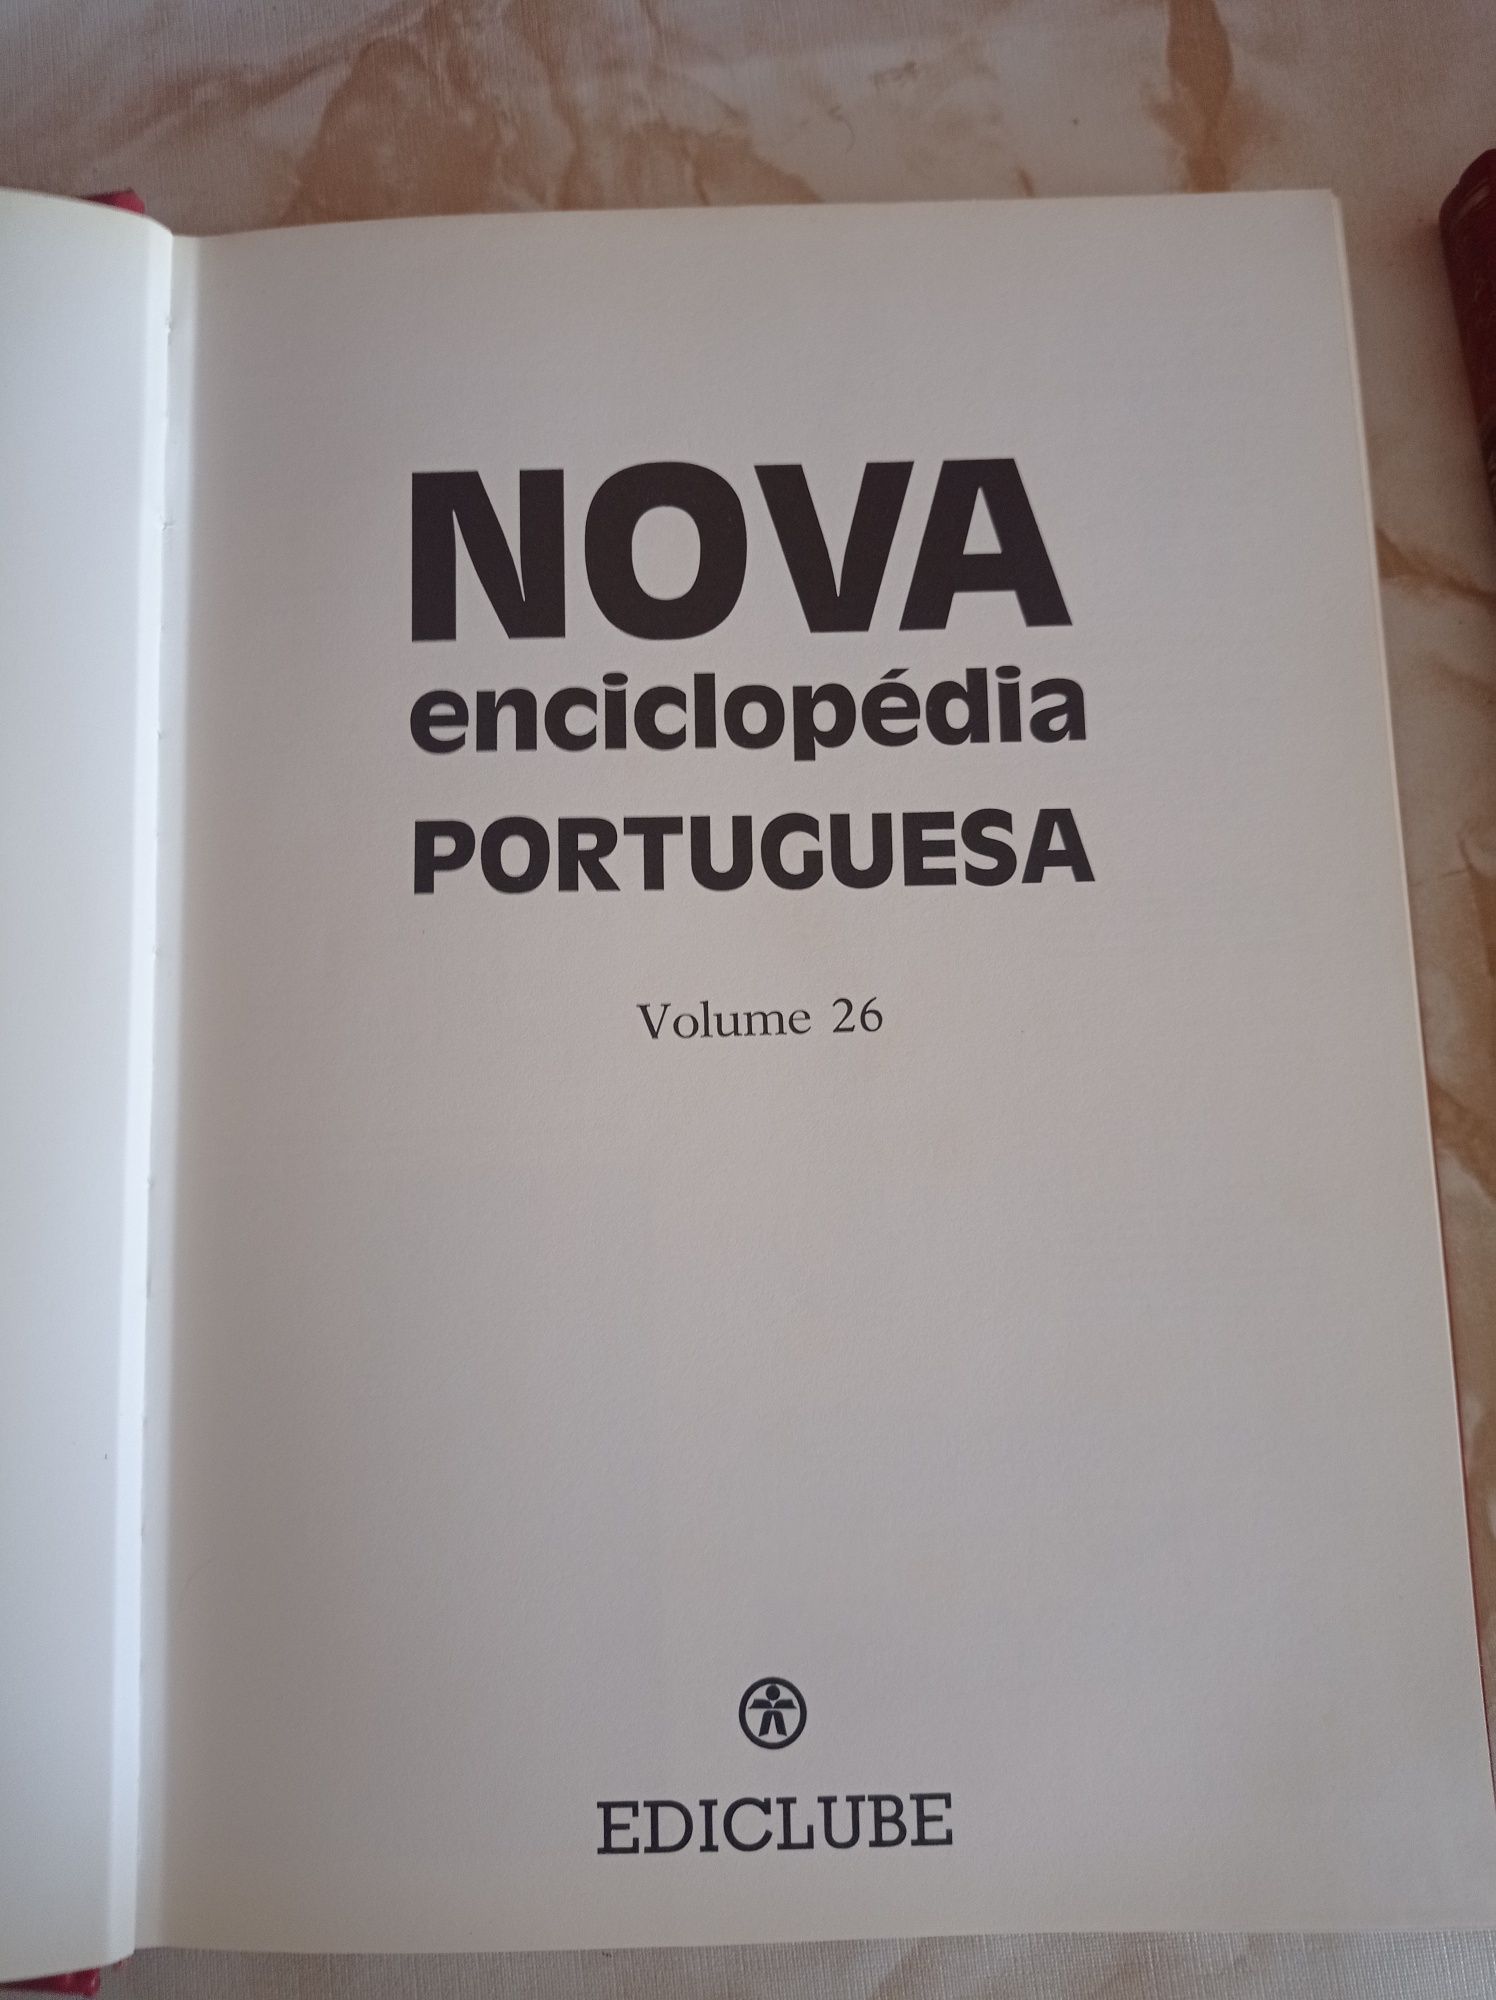 NOVA
enciclopédia
PORTUGUESA
Volume 26
EDICLUBE